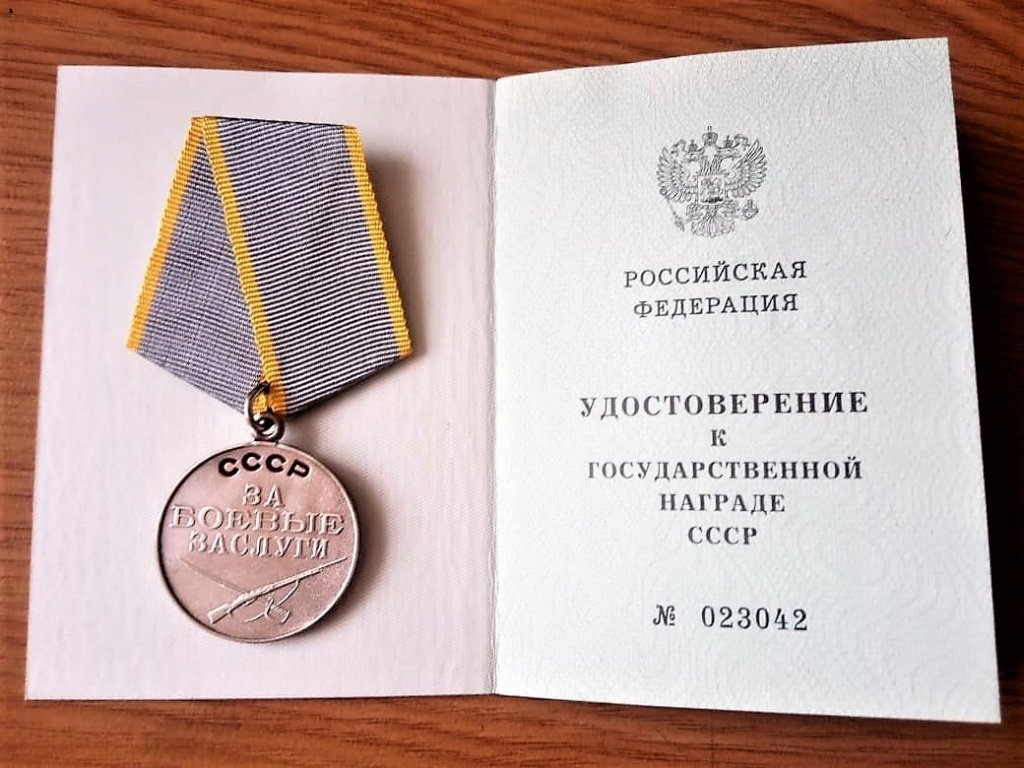 СССР
ЗА
БОЕВЫЕ
ЗАСЛУГИ
РОССИЙСКАЯ
ФЕДЕРАЦИЯ
УДОСТОВЕРЕНИЕ
К
ГОСУДАРСТВЕННОЙ
НАГРАДЕ
СССР
№ 023042